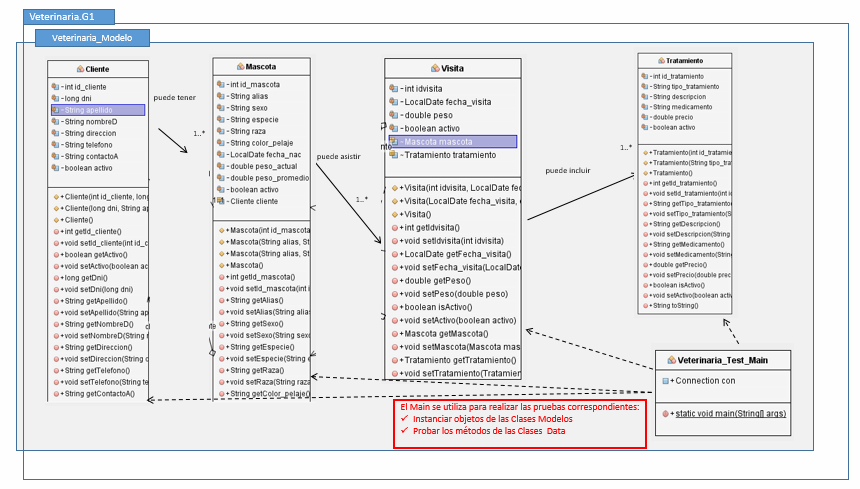 Veterinaria.G1
Veterinaria_Modelo
Cliente
-int id_cliente
-long dni
-String apellido
-String nombreD
-String direccion
-String telefono
-String contactoA
-boolean activo
+Cliente(int id_cliente, long
+Cliente(long dni, String ap
+Cliente()
+int getId_cliente()
+void setId_cliente(int id_c
+boolean getActivo()
+void setActivo(boolean ac
+long getDni()
+void setDni(long dni)
+String getApellido()
+void setApellido(String ap
+String getNombreD()
+void setNombreD(String
+String getDireccion()
+void setDireccion(String
+String getTelefono()
+void setTelefono(String te
+String getContactoA()
puede tener
1..*
Mascota
-int id_mascota
-String alias
-String sexo
-String especie
-String raza
-String color_pelaje
-LocalDate fecha_nac
-double peso_actual
-double peso_promedio
-boolean activo
-Cliente cliente
+Mascota(int id_mascota
+Mascota(String alias, St
+Mascota(String alias, St
+Mascota()
+int getId_mascota()
+void setId_mascota(int i
+String getAlias()
+void setAlias(String alias
+String getSexo()
+void setSexo(String sexo
+String getEspecie()
+void setEspecie(String
+String getRaza()
+void setRaza(String raza
+String getColor_pelaje()
puede asistir
1..*
Visita
-int idvisita
-LocalDate fecha_visita
-double peso
-boolean activo
-Mascota mascota
-Tratamiento tratamiento
+Visita(int idvisita, LocalDate fec
+Visita(LocalDate fecha_visita,
+Visita()
+int getIdvisita()
+void setIdvisita(int idvisita)
+LocalDate getFecha_visita()
+void setFecha_visita(LocalDat
+double getPeso()
+void setPeso(double peso)
+boolean isActivo()
+void setActivo(boolean activo)
+Mascota getMascota()
+void setMascota(Mascota mas
+Tratamiento getTratamiento()
+void setTratamiento(Tratamien
puede incluir
1..*
Tratamiento
-int id_tratamiento
-String tipo_tratamiento
-String descripcion
-String medicamento
-double precio
-boolean activo
+Tratamiento(int id_tratamie
+Tratamiento(String tipo_trat
+Tratamiento()
+int getId_tratamiento()
+void setId_tratamiento(int i
+String getTipo_tratamiento(
+void setTipo_tratamiento(S
+String getDescripcion()
+void setDescripcion(String
+String getMedicamento()
+void setMedicamento(String
+double getPrecio()
+void setPrecio(double prec
+boolean isActivo()
+void setActivo(boolean acti
+String toString()
Veterinaria_Test_Main
+Connection con
+static void main(String[] args)
El Main se utiliza para realizar las pruebas correspondientes:
✓ Instanciar objetos de las Clases Modelos
✓ Probar los métodos de las Clases Data